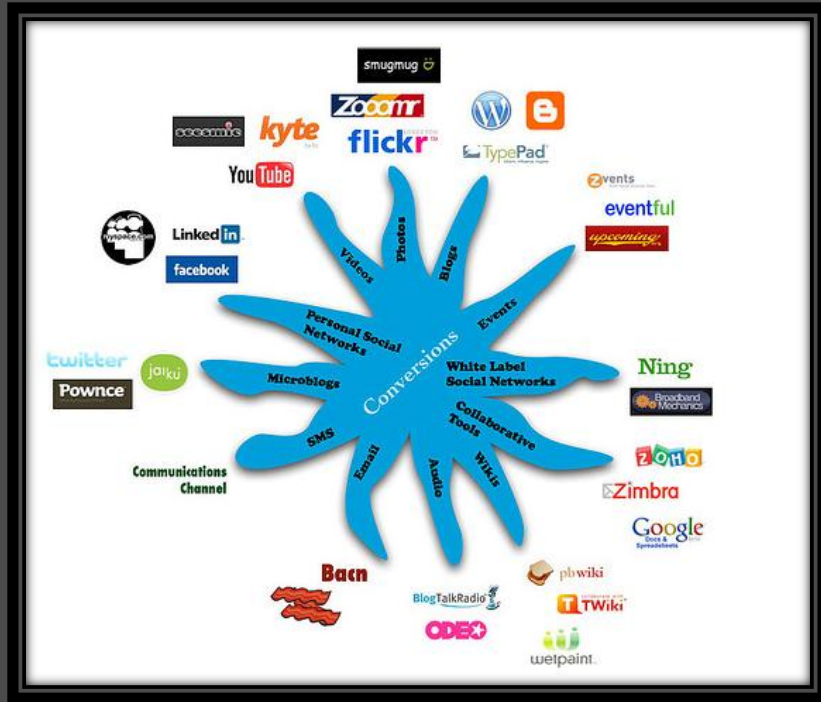 smugmug
Zooomr
flickr
seesmic
kyte
YouTube
TypePad
Zvents
eventful
upcoming
myspace.com
LinkedIn
facebook
Videos
Photos
Blogs
Events
Personal Social
Networks
Conversions
White Label
Social Networks
Microblogs
Collaborative
Tools
SMS
Email
Audio
Wikis
twitter
jaiku
Pownce
Ning
Broadband
Mechanics
Communications
Channel
ZOHO
Zimbra
Google
Docs &
Spreadsheets
Bacn
BlogTalkRadio
ODEO
pbwiki
TWiki
wetpaint